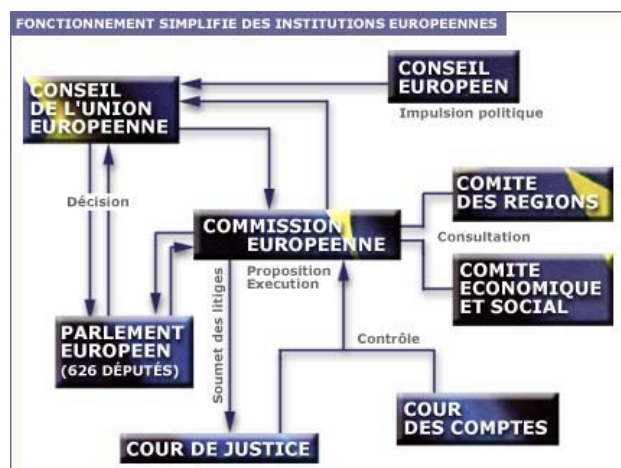 FONCTIONNEMENT SIMPLIFIE DES INSTITUTIONS EUROPEENNES
CONSEIL
DE L'UNION
EUROPEENNE
CONSEIL
EUROPEEN
Impulsion politique
Décision
COMITE
DES REGIONS
COMMISSION
EUROPEENNE
Consultation
Proposition
Execution
COMITE
ECONOMIQUE
ET SOCIAL
Soumet des litiges
PARLEMENT
EUROPEEN
(626 DÉPUTÉS)
Contrôle
COUR
DES COMPTES
COUR DE JUSTICE